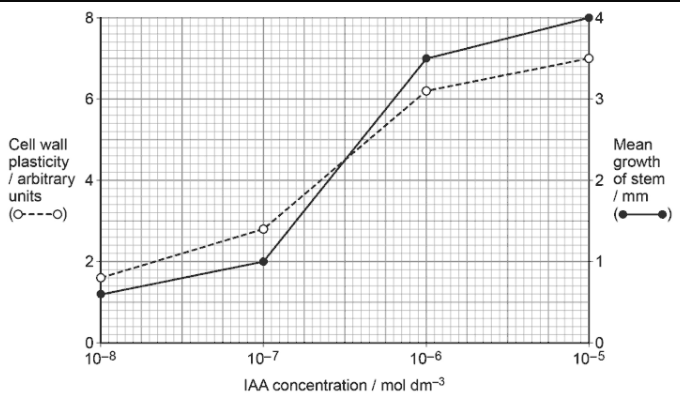 8
6
4
2
0
Cell wall
plasticity
/ arbitrary
units
(o---o)
4
3
2
1
0
Mean
growth
of stem
/ mm
(●—●)
10⁻⁸
10⁻⁷
10⁻⁶
10⁻⁵
IAA concentration / mol dm⁻³